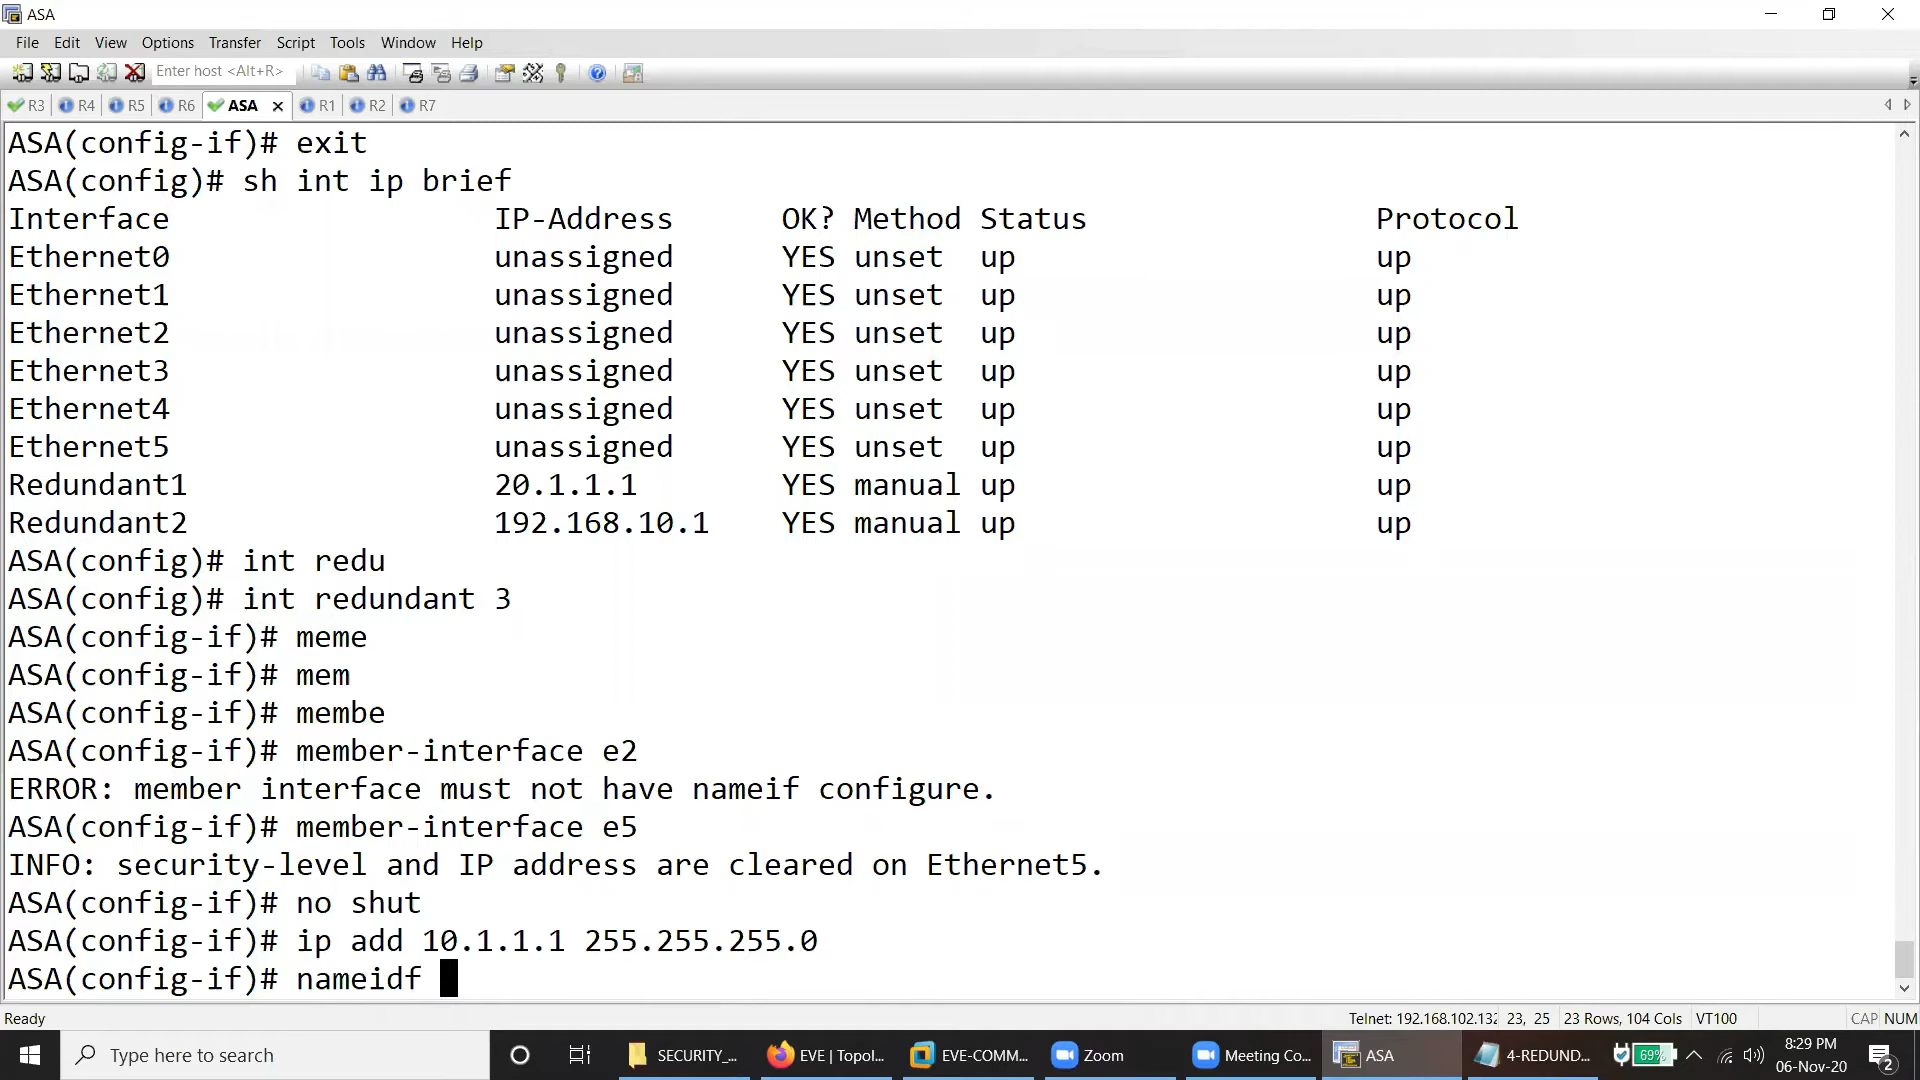 ASA
File Edit View Options Transfer Script Tools Window Help
Enter host <Alt+R>
R3 R4 R5 R6 ASA R1 R2 R7
ASA(config-if)# exit
ASA(config)# sh int ip brief
Interface IP-Address OK? Method Status Protocol
Ethernet0 unassigned YES unset up up
Ethernet1 unassigned YES unset up up
Ethernet2 unassigned YES unset up up
Ethernet3 unassigned YES unset up up
Ethernet4 unassigned YES unset up up
Ethernet5 unassigned YES unset up up
Redundant1 20.1.1.1 YES manual up up
Redundant2 192.168.10.1 YES manual up up
ASA(config)# int redu
ASA(config)# int redundant 3
ASA(config-if)# meme
ASA(config-if)# mem
ASA(config-if)# membe
ASA(config-if)# member-interface e2
ERROR: member interface must not have nameif configure.
ASA(config-if)# member-interface e5
INFO: security-level and IP address are cleared on Ethernet5.
ASA(config-if)# no shut
ASA(config-if)# ip add 10.1.1.1 255.255.255.0
ASA(config-if)# nameidf
Ready Telnet: 192.168.102.132 23, 25 23 Rows, 104 Cols VT100 CAP NUM
Type here to search SECURITY_... EVE | Topol... EVE-COMM... Zoom Meeting Co... ASA 4-REDUND... 69% 8:29 PM
06-Nov-20 2